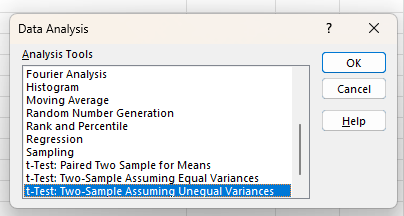 Data Analysis
?
Analysis Tools
Fourier Analysis
Histogram
Moving Average
Random Number Generation
Rank and Percentile
Regression
Sampling
t-Test: Paired Two Sample for Means
t-Test: Two-Sample Assuming Equal Variances
t-Test: Two-Sample Assuming Unequal Variances
OK
Cancel
Help